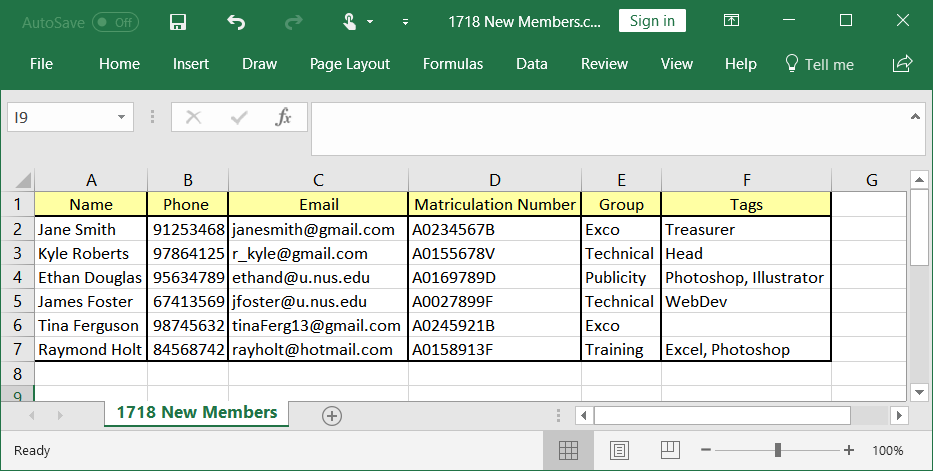 AutoSave Off 1718 New Members.c... Sign in
File Home Insert Draw Page Layout Formulas Data Review View Help Tell me
I9 fx
A B C D E F G
1 Name Phone Email Matriculation Number Group Tags
2 Jane Smith 91253468 janesmith@gmail.com A0234567B Exco Treasurer
3 Kyle Roberts 97864125 r_kyle@gmail.com A0155678V Technical Head
4 Ethan Douglas 95634789 ethand@u.nus.edu A0169789D Publicity Photoshop, Illustrator
5 James Foster 67413569 jfoster@u.nus.edu A0027899F Technical WebDev
6 Tina Ferguson 98745632 tinaFerg13@gmail.com A0245921B Exco
7 Raymond Holt 84568742 rayholt@hotmail.com A0158913F Training Excel, Photoshop
8
9
1718 New Members
Ready 100%